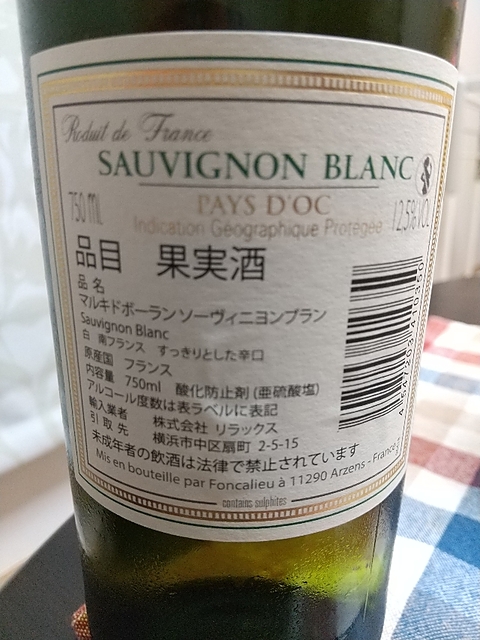 Produit de France
SAUVIGNON BLANC
750 ML
PAYS D'OC
12,5% VOL
Indication Géographique Protégée
品目 果実酒
品名
マルキドボーラン ソーヴィニヨンブラン
Sauvignon Blanc
白 南フランス すっきりとした辛口
原産国 フランス
内容量 750ml 酸化防止剤 (亜硫酸塩)
アルコール度数は表ラベルに表記
輸入業者 株式会社 リラックス
引取先 横浜市中区扇町 2-5-15
未成年者の飲酒は法律で禁止されています
Mis en bouteille par Foncalieu à 11290 Arzens - France
contains sulphites